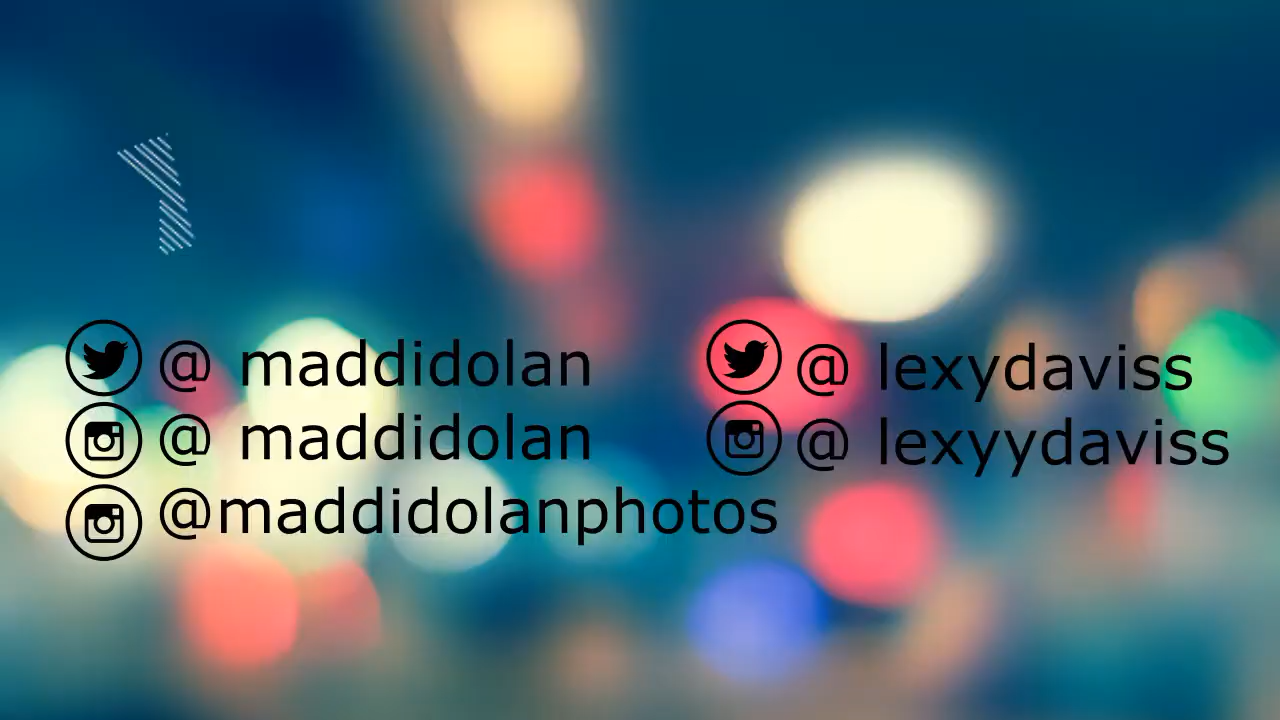 @ maddidolan
@ maddidolan
@maddidolanphotos
@ lexydaviss
@ lexyydaviss